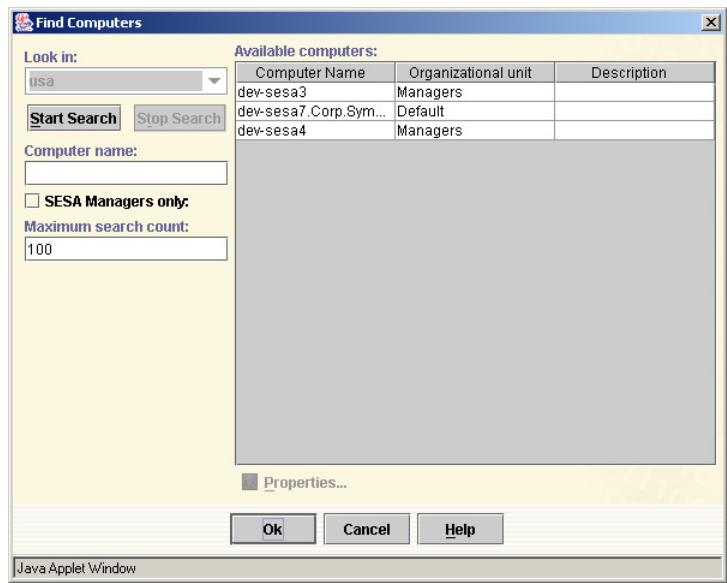 Find Computers
Look in:
usa
Start Search Stop Search
Computer name:
SESA Managers only:
Maximum search count:
100
Available computers:
Computer Name Organizational unit Description
dev-sesa3 Managers
dev-sesa7.Corp.Sym... Default
dev-sesa4 Managers
Properties...
Ok Cancel Help
Java Applet Window